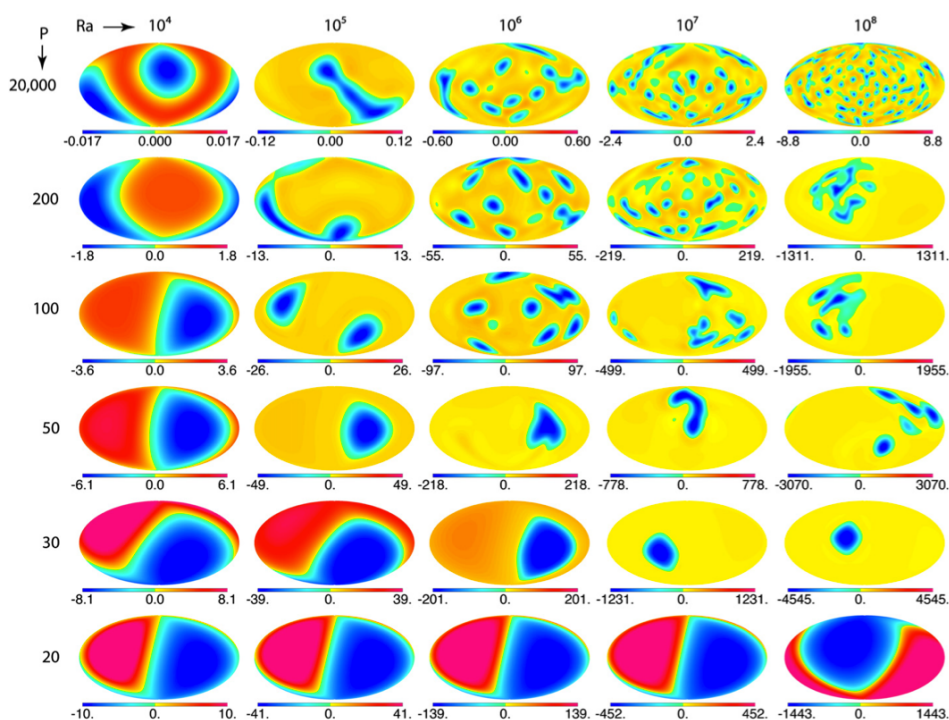 Ra 10⁴ 10⁵ 10⁶ 10⁷ 10⁸
P
20,000
-0.017 0.000 0.017 -0.12 0.00 0.12 -0.60 0.00 0.60 -2.4 0.0 2.4 -8.8 0.0 8.8
200
-1.8 0.0 1.8 -13. 0. 13. -55. 0. 55. -219. 0. 219. -1311. 0. 1311.
100
-3.6 0.0 3.6 -26. 0. 26. -97. 0. 97. -499. 0. 499. -1955. 0. 1955.
50
-6.1 0.0 6.1 -49. 0. 49. -218. 0. 218. -778. 0. 778. -3070. 0. 3070.
30
-8.1 0.0 8.1 -39. 0. 39. -201. 0. 201. -1231. 0. 1231. -4545. 0. 4545.
20
-10. 0. 10. -41. 0. 41. -139. 0. 139. -452. 0. 452. -1443. 0. 1443.